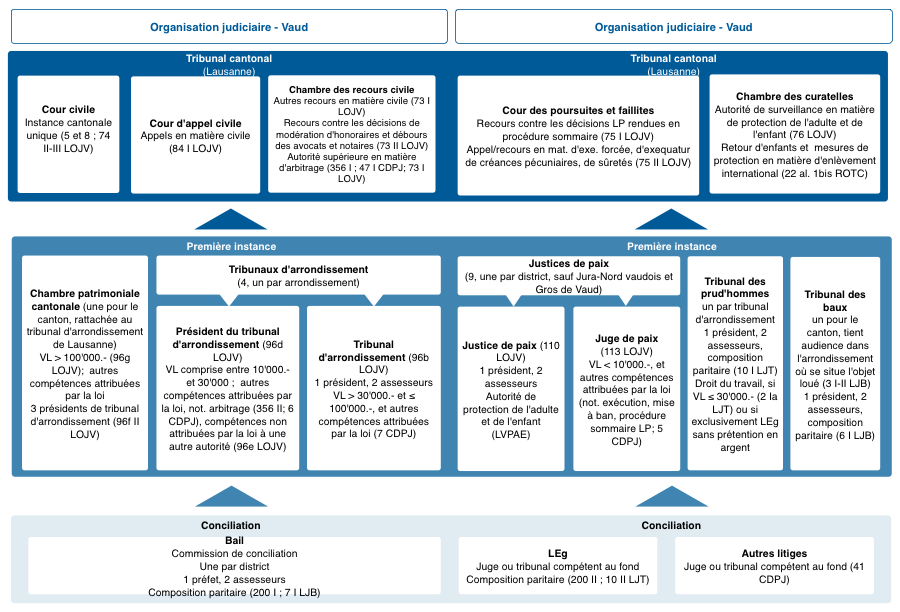 Organisation judiciaire - Vaud
Organisation judiciaire - Vaud
Tribunal cantonal
(Lausanne)
Cour civile
Instance cantonale
unique (5 et 8 ; 74
II-III LOJV)
Cour d'appel civile
Appels en matière civile
(84 I LOJV)
Chambre des recours civile
Autres recours en matière civile (73 I
LOJV)
Recours contre les décisions de
modération d'honoraires et débours
des avocats et notaires (73 II LOJV)
Autorité supérieure en matière
d'arbitrage (356 I ; 47 I CDPJ; 73 I
LOJV)
Tribunal cantonal
(Lausanne)
Cour des poursuites et faillites
Recours contre les décisions LP rendues en
procédure sommaire (75 I LOJV)
Appel/recours en mat. d'exe. forcée, d'exequatur
de créances pécuniaires, de sûretés (75 II LOJV)
Chambre des curatelles
Autorité de surveillance en matière
de protection de l'adulte et de
l'enfant (76 LOJV)
Retour d'enfants et mesures de
protection en matière d'enlèvement
international (22 al. 1bis ROTC)
Première instance
Chambre patrimoniale
cantonale (une pour le
canton, rattachée au
tribunal d'arrondissement
de Lausanne)
VL > 100'000.- (96g
LOJV); autres
compétences attribuées
par la loi
3 présidents de tribunal
d'arrondissement (96f II
LOJV)
Tribunaux d'arrondissement
(4, un par arrondissement)
Président du tribunal
d'arrondissement (96d
LOJV)
VL comprise entre 10'000.-
et 30'000 ; autres
compétences attribuées par
la loi, not. arbitrage (356 II; 6
CDPJ), compétences non
attribuées par la loi à une
autre autorité (96e LOJV)
Tribunal
d'arrondissement (96b
LOJV)
1 président, 2 assesseurs
VL > 30'000.- et ≤
100'000.-, et autres
compétences attribuées
par la loi (7 CDPJ)
Première instance
Justices de paix
(9, une par district, sauf Jura-Nord vaudois et
Gros de Vaud)
Justice de paix (110
LOJV)
1 président, 2
assesseurs
Autorité de
protection de l'adulte
et de l'enfant
(LVPAE)
Juge de paix
(113 LOJV)
VL < 10'000.-, et
autres compétences
attribuées par la loi
(not. exécution, mise
à ban, procédure
sommaire LP; 5
CDPJ)
Tribunal des
prud'hommes
un par tribunal
d'arrondissement
1 président, 2
assesseurs,
composition
paritaire (10 I LJT)
Droit du travail, si
VL ≤ 30'000.- (2 Ia
LJT) ou si
exclusivement LEg
sans prétention en
argent
Tribunal des
baux
un pour le
canton, tient
audience dans
l'arrondissement
où se situe l'objet
loué (3 I-II LJB)
1 président, 2
assesseurs,
composition
paritaire (6 I LJB)
Conciliation
Bail
Commission de conciliation
Une par district
1 préfet, 2 assesseurs
Composition paritaire (200 I ; 7 I LJB)
Conciliation
LEg
Juge ou tribunal compétent au fond
Composition paritaire (200 II ; 10 II LJT)
Autres litiges
Juge ou tribunal compétent au fond (41
CDPJ)